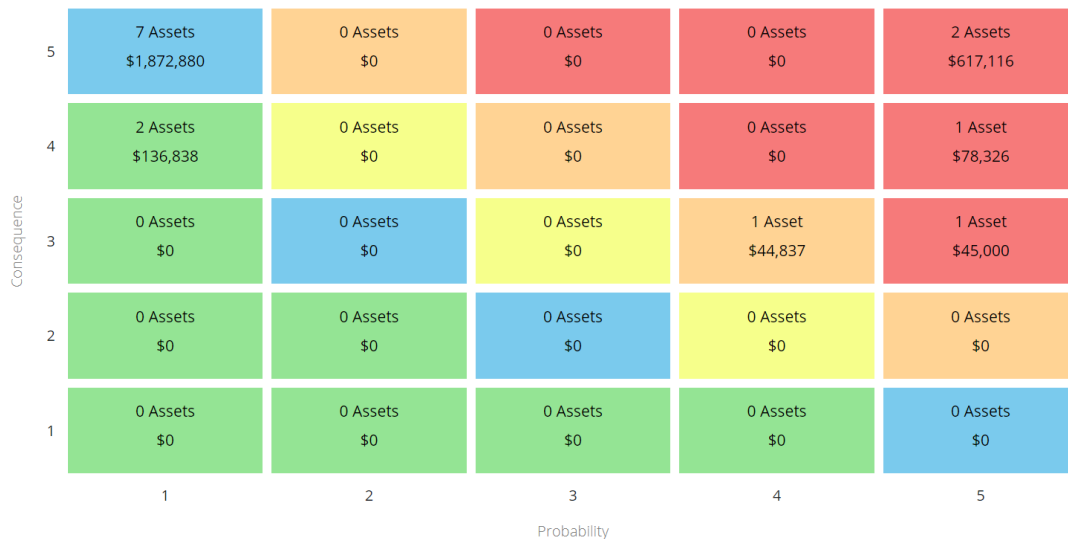 5
7 Assets
$1,872,880
0 Assets
$0
0 Assets
$0
0 Assets
$0
2 Assets
$617,116
4
2 Assets
$136,838
0 Assets
$0
0 Assets
$0
0 Assets
$0
1 Asset
$78,326
Consequence
3
0 Assets
$0
0 Assets
$0
0 Assets
$0
1 Asset
$44,837
1 Asset
$45,000
2
0 Assets
$0
0 Assets
$0
0 Assets
$0
0 Assets
$0
0 Assets
$0
1
0 Assets
$0
0 Assets
$0
0 Assets
$0
0 Assets
$0
0 Assets
$0
1
2
3
4
5
Probability